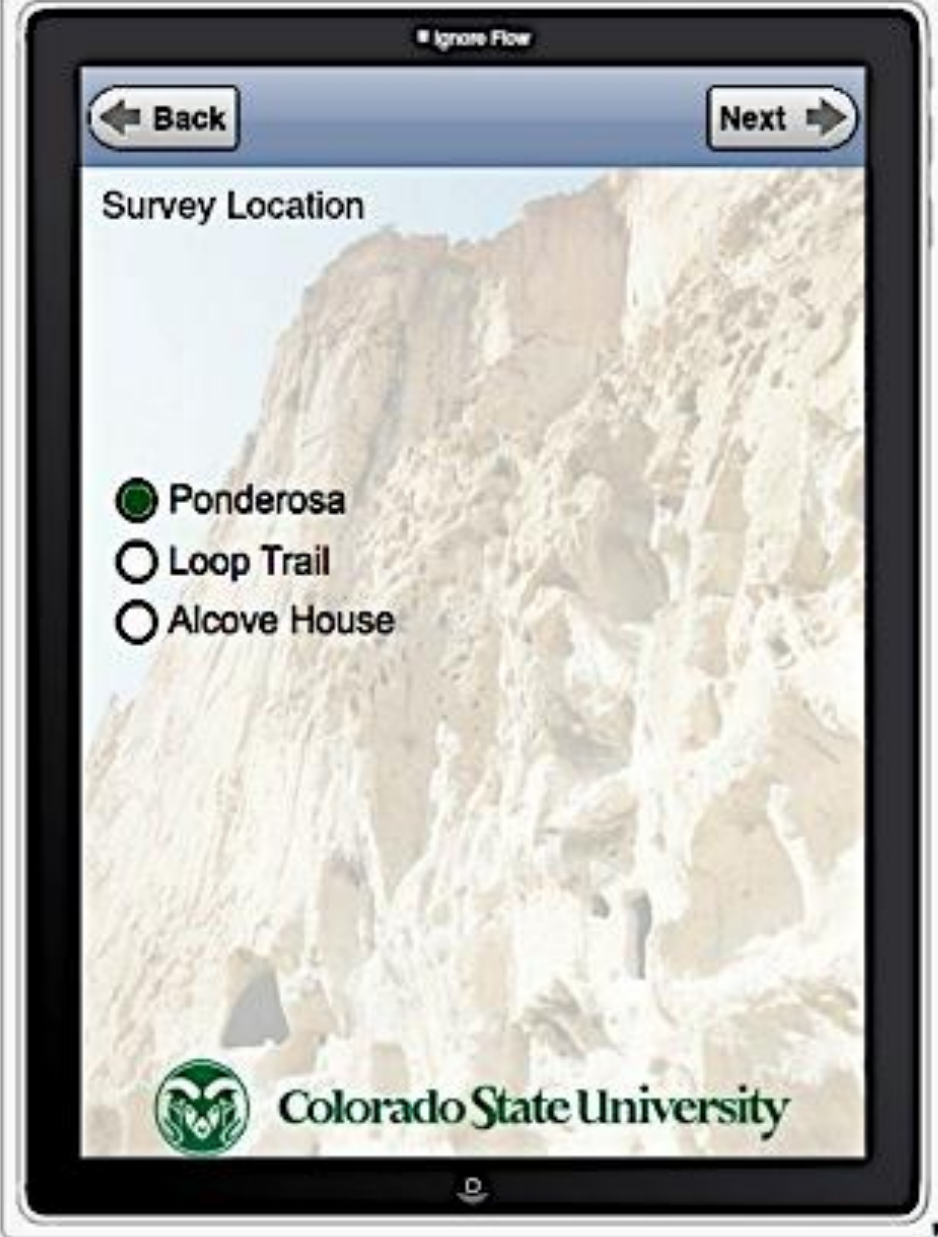 Ignore Flow
Back
Next
Survey Location
Ponderosa
Loop Trail
Alcove House
Colorado State University